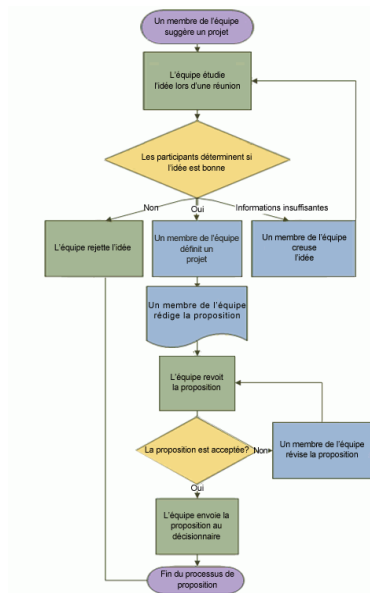 Un membre de l'équipe
suggère un projet
L'équipe étudie
l'idée lors d'une réunion
Les participants déterminent si
l'idée est bonne
Non
Oui
Informations insuffisantes
L'équipe rejette l'idée
Un membre de l'équipe
définit un
projet
Un membre de l'équipe
creuse
l'idée
Un membre de l'équipe
rédige la proposition
L'équipe revoit
la proposition
La proposition est acceptée?
Non
Un membre de l'équipe
révise la proposition
Oui
L'équipe envoie la
proposition au
décisionnaire
Fin du processus de
proposition